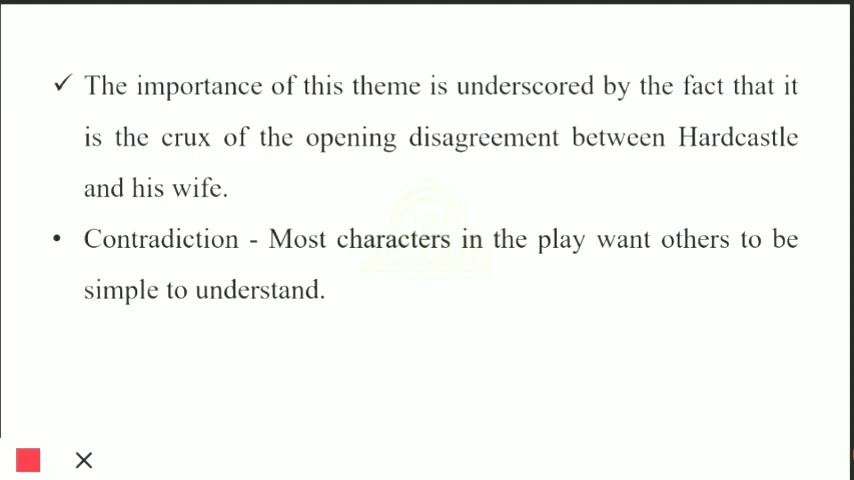 ✓ The importance of this theme is underscored by the fact that it
is the crux of the opening disagreement between Hardcastle
and his wife.
• Contradiction - Most characters in the play want others to be
simple to understand.